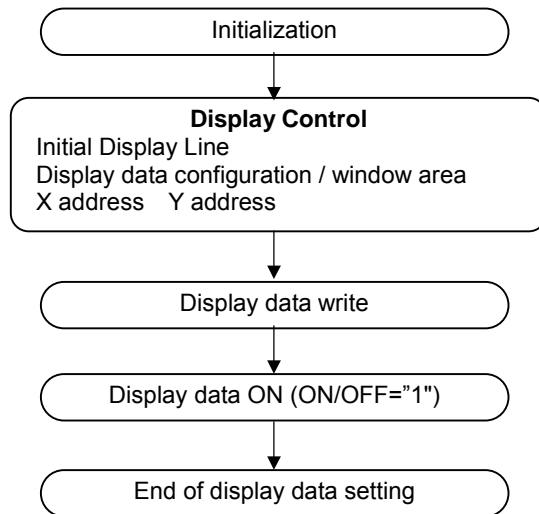 Initialization
Display Control
Initial Display Line
Display data configuration / window area
X address Y address
Display data write
Display data ON (ON/OFF=”1")
End of display data setting